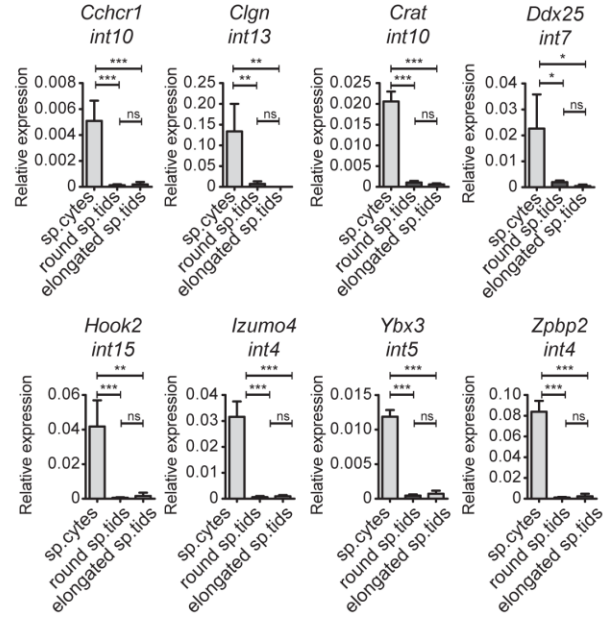 Cchcr1
int10
Relative expression
0.008
0.006
0.004
0.002
0
***
***
ns
sp.cytes
round sp.tids
elongated sp.tids
Clgn
int13
0.25
0.20
0.15
0.10
0.05
0
**
**
ns
sp.cytes
round sp.tids
elongated sp.tids
Crat
int10
0.025
0.020
0.015
0.010
0.005
0
***
***
ns
sp.cytes
round sp.tids
elongated sp.tids
Ddx25
int7
Relative expression
0.04
0.03
0.02
0.01
0
*
*
ns
sp.cytes
round sp.tids
elongated sp.tids
Hook2
int15
Relative expression
0.06
0.04
0.02
0
**
***
ns
sp.cytes
round sp.tids
elongated sp.tids
Izumo4
int4
Relative expression
0.04
0.03
0.02
0.01
0
***
***
ns
sp.cytes
round sp.tids
elongated sp.tids
Ybx3
int5
Relative expression
0.015
0.010
0.005
0
***
***
ns
sp.cytes
round sp.tids
elongated sp.tids
Zpbp2
int4
Relative expression
0.10
0.08
0.06
0.04
0.02
0
***
***
ns
sp.cytes
round sp.tids
elongated sp.tids